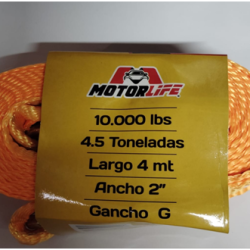 MOTORLIFE
10.000 lbs
4.5 Toneladas
Largo 4 mt
Ancho 2"
Gancho G